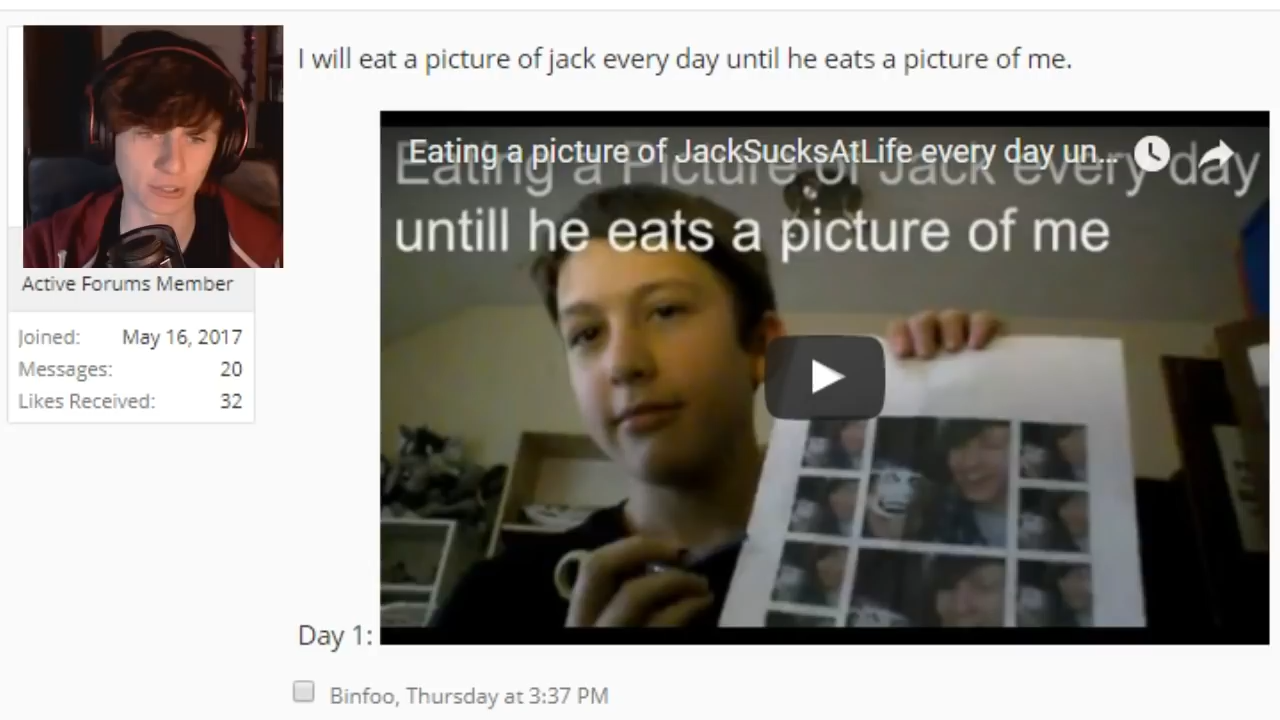 I will eat a picture of jack every day until he eats a picture of me.
Eating a picture of JackSucksAtLife every day un...
Eating a Picture of Jack every day
untill he eats a picture of me
Active Forums Member
Joined: May 16, 2017
Messages: 20
Likes Received: 32
Day 1:
Binfoo, Thursday at 3:37 PM